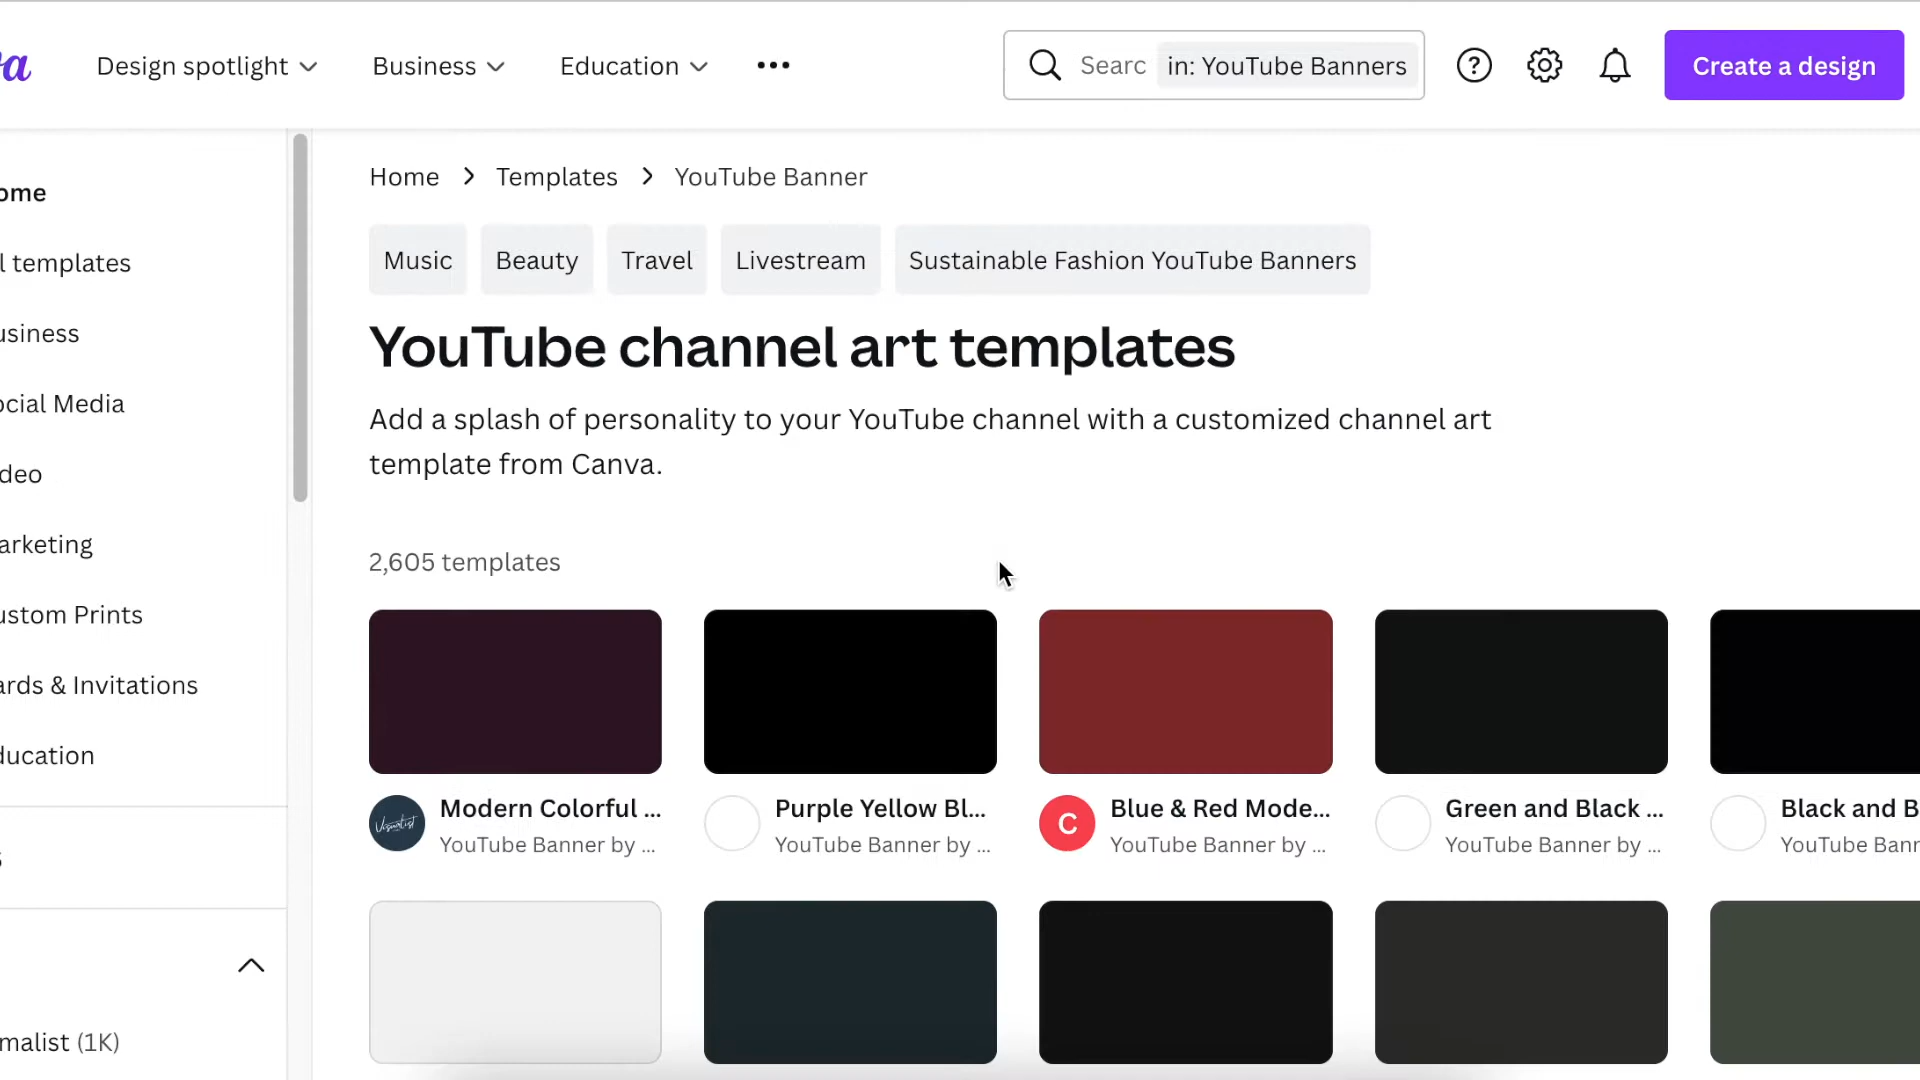 a
Design spotlight
Business
Education
Searc in: YouTube Banners
Create a design
ome
l templates
usiness
ocial Media
deo
arketing
ustom Prints
ards & Invitations
ducation
s
malist (1K)
Home > Templates > YouTube Banner
Music
Beauty
Travel
Livestream
Sustainable Fashion YouTube Banners
YouTube channel art templates
Add a splash of personality to your YouTube channel with a customized channel art
template from Canva.
2,605 templates
Modern Colorful ...
YouTube Banner by ...
Purple Yellow Bl...
YouTube Banner by ...
C
Blue & Red Mode...
YouTube Banner by ...
Green and Black ...
YouTube Banner by ...
Black and B
YouTube Bann